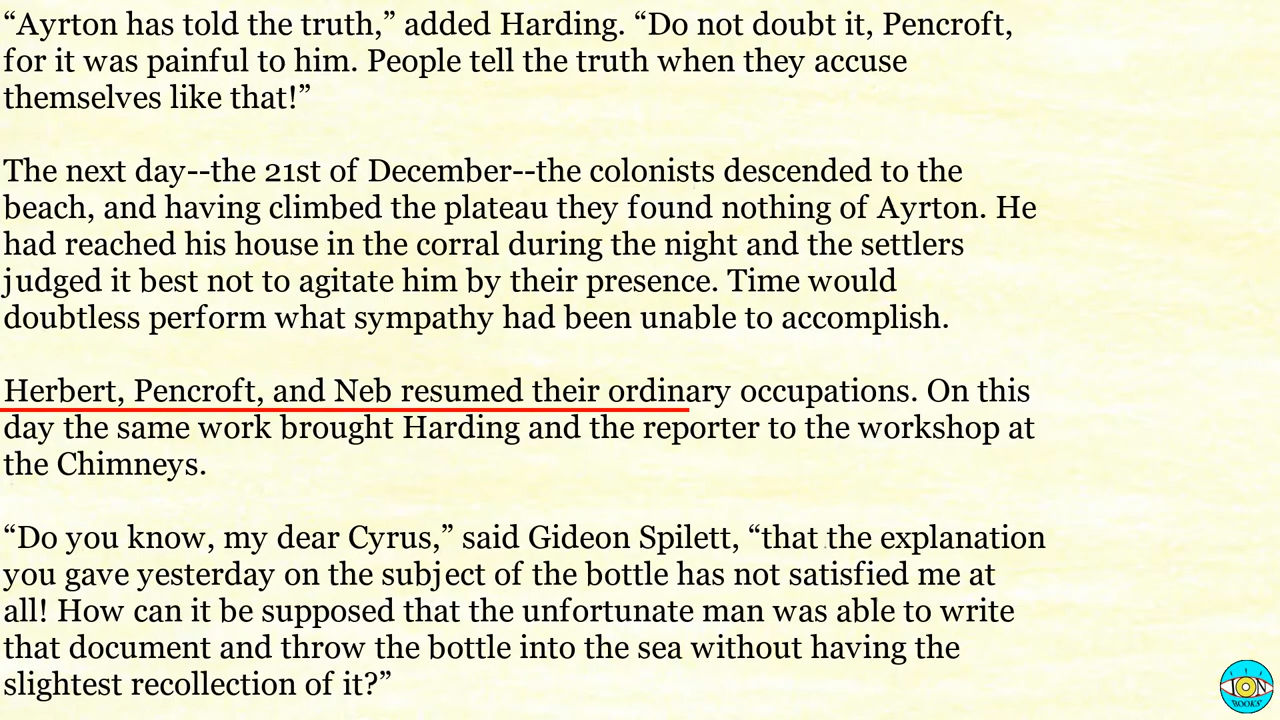 “Ayrton has told the truth,” added Harding. “Do not doubt it, Pencroft,
for it was painful to him. People tell the truth when they accuse
themselves like that!”
The next day--the 21st of December--the colonists descended to the
beach, and having climbed the plateau they found nothing of Ayrton. He
had reached his house in the corral during the night and the settlers
judged it best not to agitate him by their presence. Time would
doubtless perform what sympathy had been unable to accomplish.
Herbert, Pencroft, and Neb resumed their ordinary occupations. On this
day the same work brought Harding and the reporter to the workshop at
the Chimneys.
“Do you know, my dear Cyrus,” said Gideon Spilett, “that the explanation
you gave yesterday on the subject of the bottle has not satisfied me at
all! How can it be supposed that the unfortunate man was able to write
that document and throw the bottle into the sea without having the
slightest recollection of it?”
ION
BOOKS